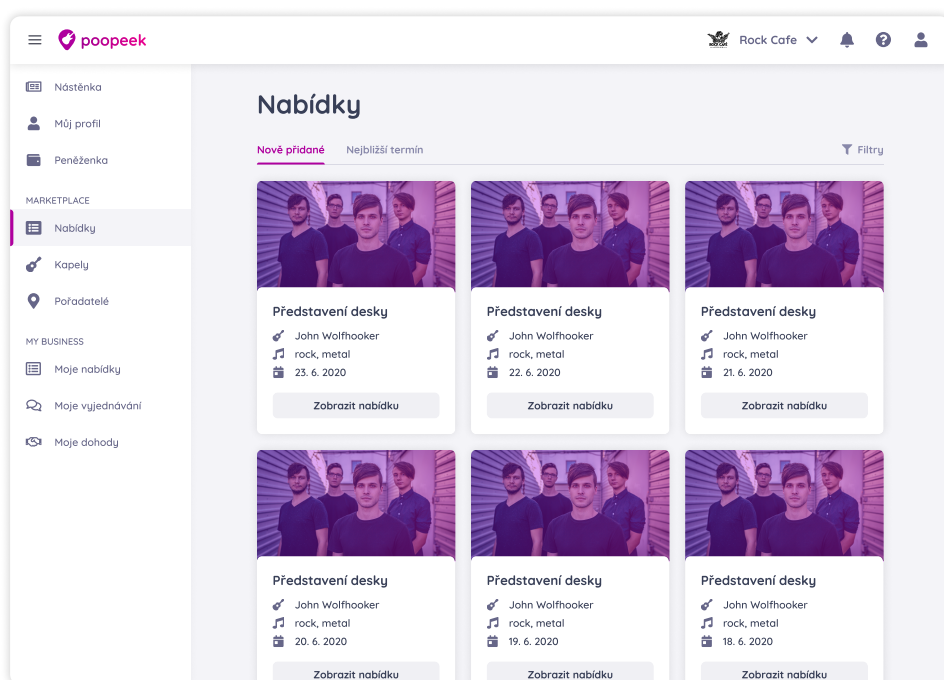 poopeek
ROCK CAFE
Rock Cafe
Nástěnka
Můj profil
Peněženka
MARKETPLACE
Nabídky
Kapely
Pořadatelé
MY BUSINESS
Moje nabídky
Moje vyjednávání
Moje dohody
Nabídky
Nově přidané
Nejbližší termín
Filtry
Představení desky
John Wolfhooker
rock, metal
23. 6. 2020
Zobrazit nabídku
Představení desky
John Wolfhooker
rock, metal
22. 6. 2020
Zobrazit nabídku
Představení desky
John Wolfhooker
rock, metal
21. 6. 2020
Zobrazit nabídku
Představení desky
John Wolfhooker
rock, metal
20. 6. 2020
Zobrazit nabídku
Představení desky
John Wolfhooker
rock, metal
19. 6. 2020
Zobrazit nabídku
Představení desky
John Wolfhooker
rock, metal
18. 6. 2020
Zobrazit nabídku